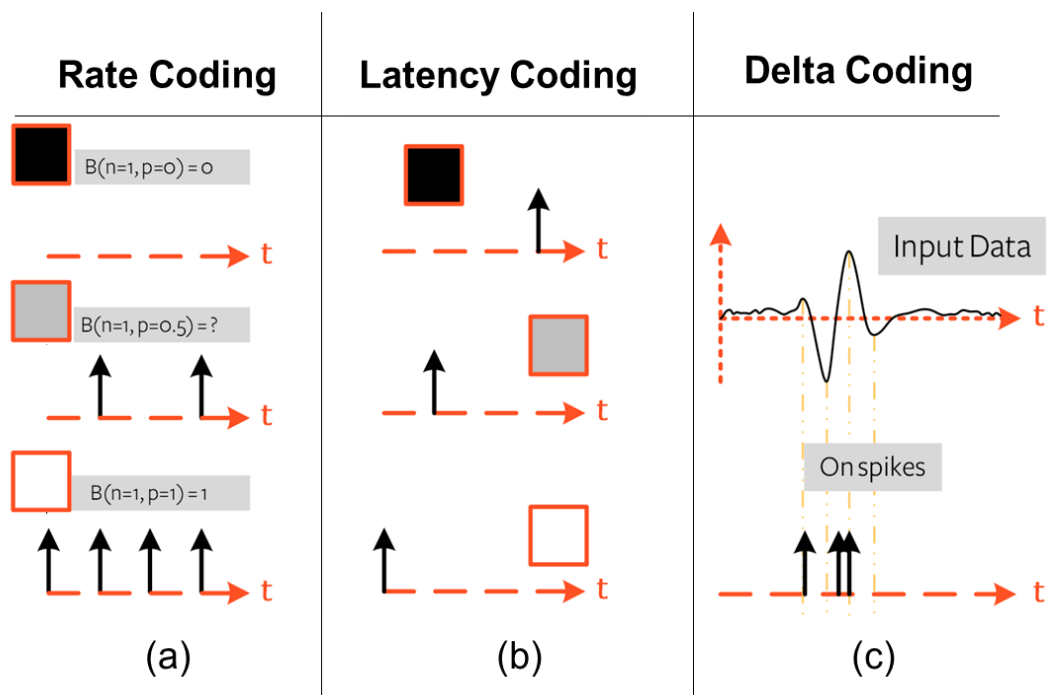 Rate Coding
B(n=1, p=0) = 0
t
B(n=1, p=0.5) = ?
t
B(n=1, p=1) = 1
t
(a)
Latency Coding
t
t
t
(b)
Delta Coding
Input Data
t
On spikes
t
(c)